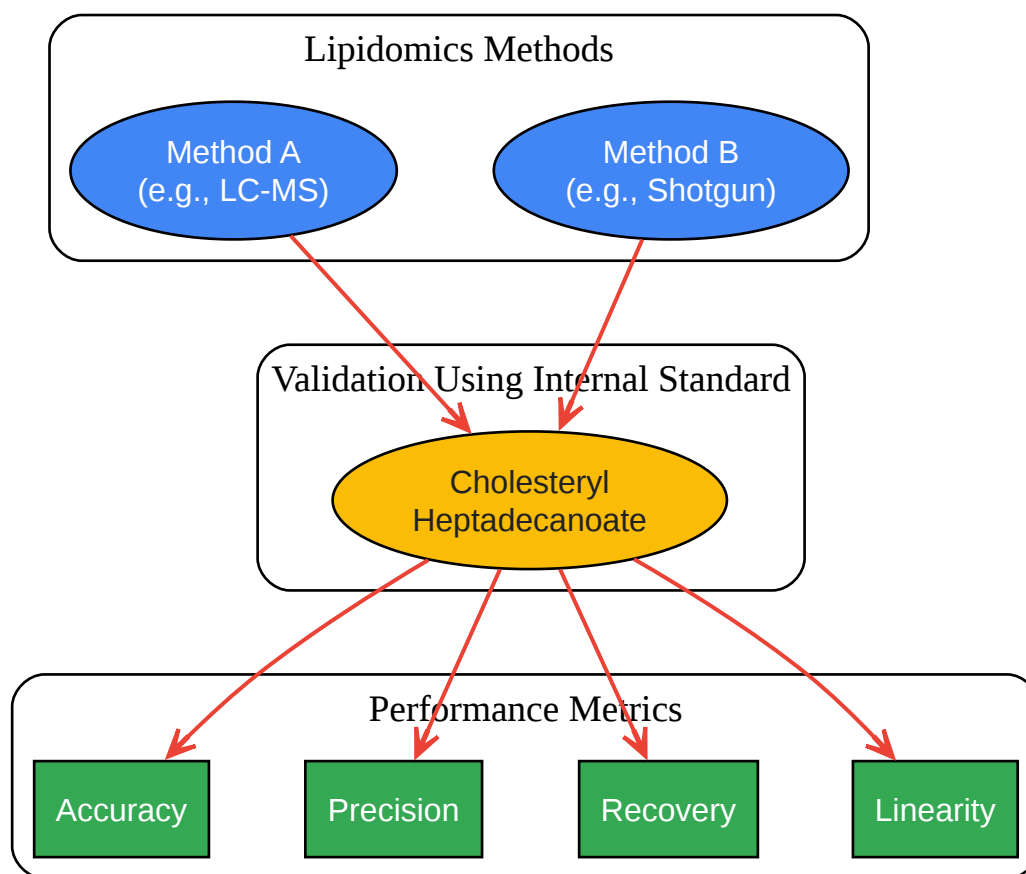 Lipidomics Methods
Method A
(e.g., LC-MS)
Method B
(e.g., Shotgun)
Validation Using Internal Standard
Cholesteryl
Heptadecanoate
Performance Metrics
Accuracy
Precision
Recovery
Linearity